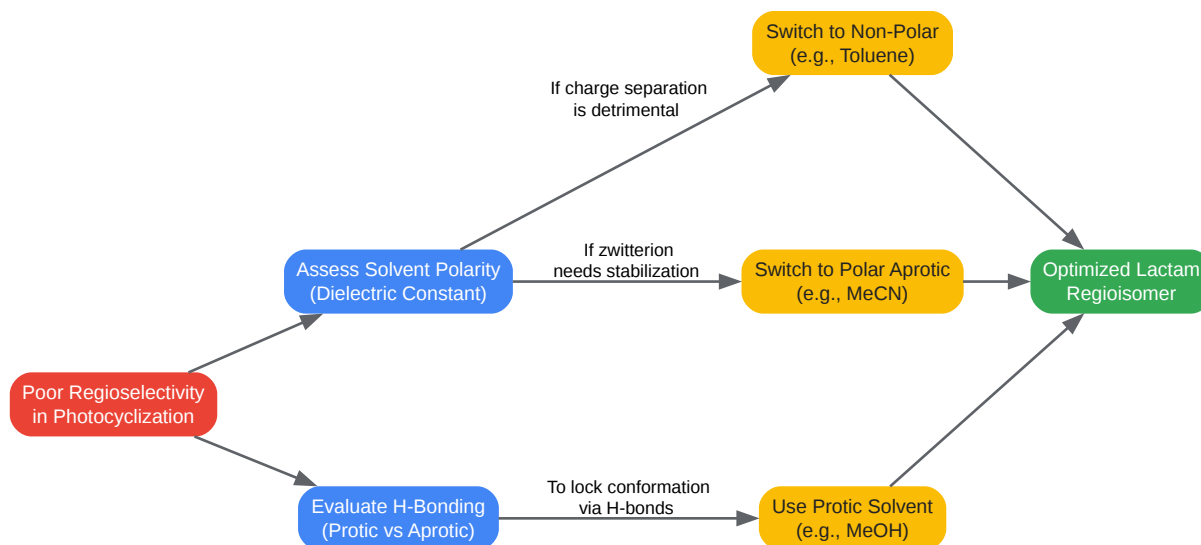 Switch to Non-Polar
(e.g., Toluene)
If charge separation
is detrimental
Assess Solvent Polarity
(Dielectric Constant)
If zwitterion
needs stabilization
Switch to Polar Aprotic
(e.g., MeCN)
Optimized Lactam
Regioisomer
Poor Regioselectivity
in Photocyclization
Evaluate H-Bonding
(Protic vs Aprotic)
To lock conformation
via H-bonds
Use Protic Solvent
(e.g., MeOH)